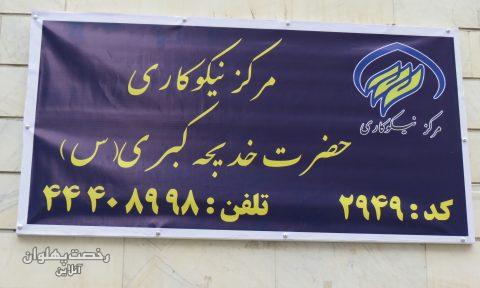 مرکز نیکوکاری
مرکز نیکوکاری
حضرت خدیجه کبری (س)
کد: ۲۹۴۹
تلفن: ۴۴۴۰۸۹۹۸
رخصت پهلوان
آنلاین